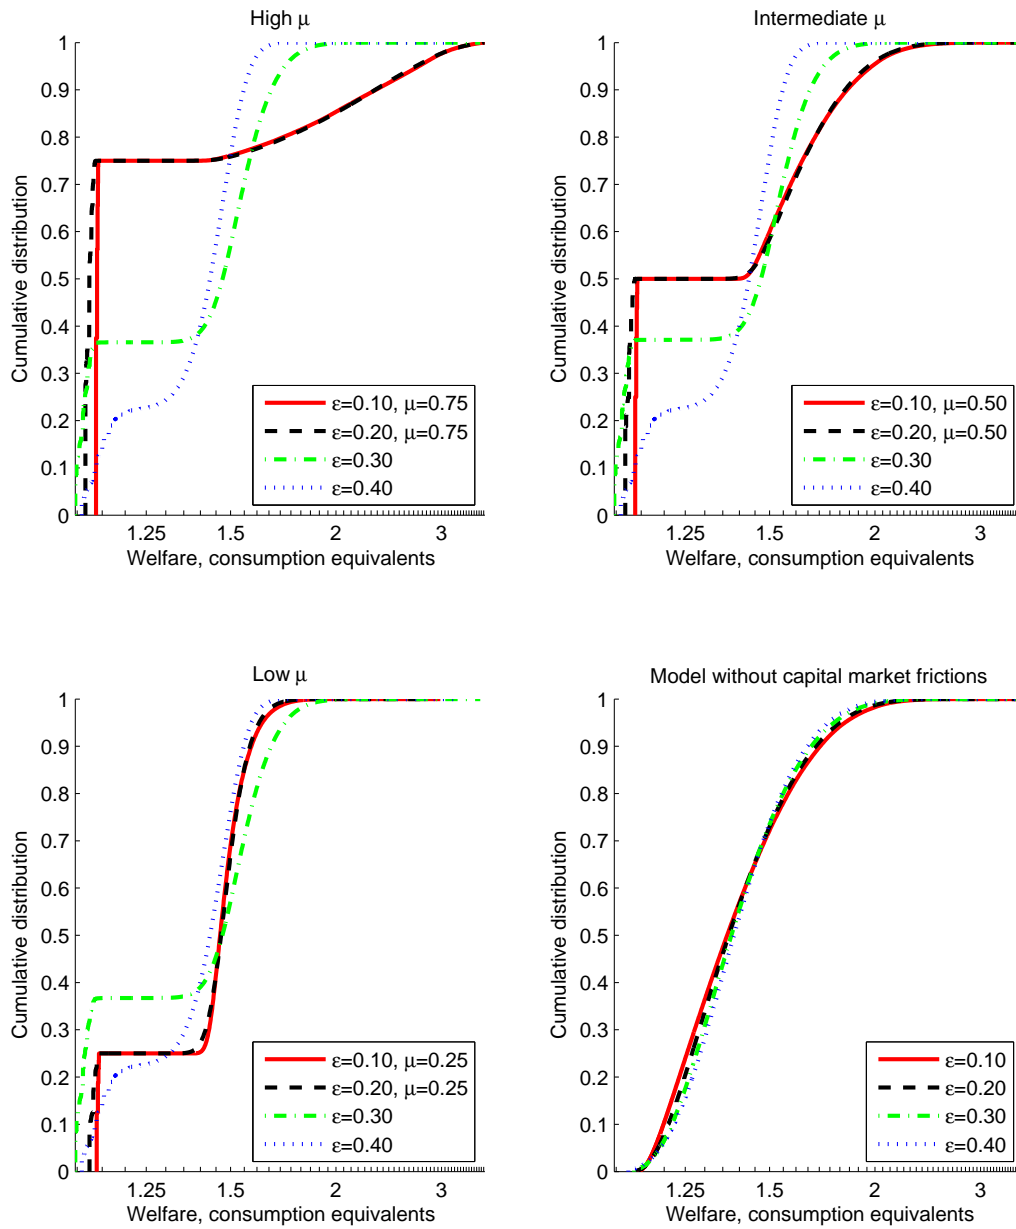 High μ
1
0.9
0.8
0.7
0.6
0.5
0.4
0.3
0.2
0.1
0
Cumulative distribution
1.25
1.5
2
3
Welfare, consumption equivalents
ε=0.10, μ=0.75
ε=0.20, μ=0.75
ε=0.30
ε=0.40
Intermediate μ
1
0.9
0.8
0.7
0.6
0.5
0.4
0.3
0.2
0.1
0
Cumulative distribution
1.25
1.5
2
3
Welfare, consumption equivalents
ε=0.10, μ=0.50
ε=0.20, μ=0.50
ε=0.30
ε=0.40
Low μ
1
0.9
0.8
0.7
0.6
0.5
0.4
0.3
0.2
0.1
0
Cumulative distribution
1.25
1.5
2
3
Welfare, consumption equivalents
ε=0.10, μ=0.25
ε=0.20, μ=0.25
ε=0.30
ε=0.40
Model without capital market frictions
1
0.9
0.8
0.7
0.6
0.5
0.4
0.3
0.2
0.1
0
Cumulative distribution
1.25
1.5
2
3
Welfare, consumption equivalents
ε=0.10
ε=0.20
ε=0.30
ε=0.40